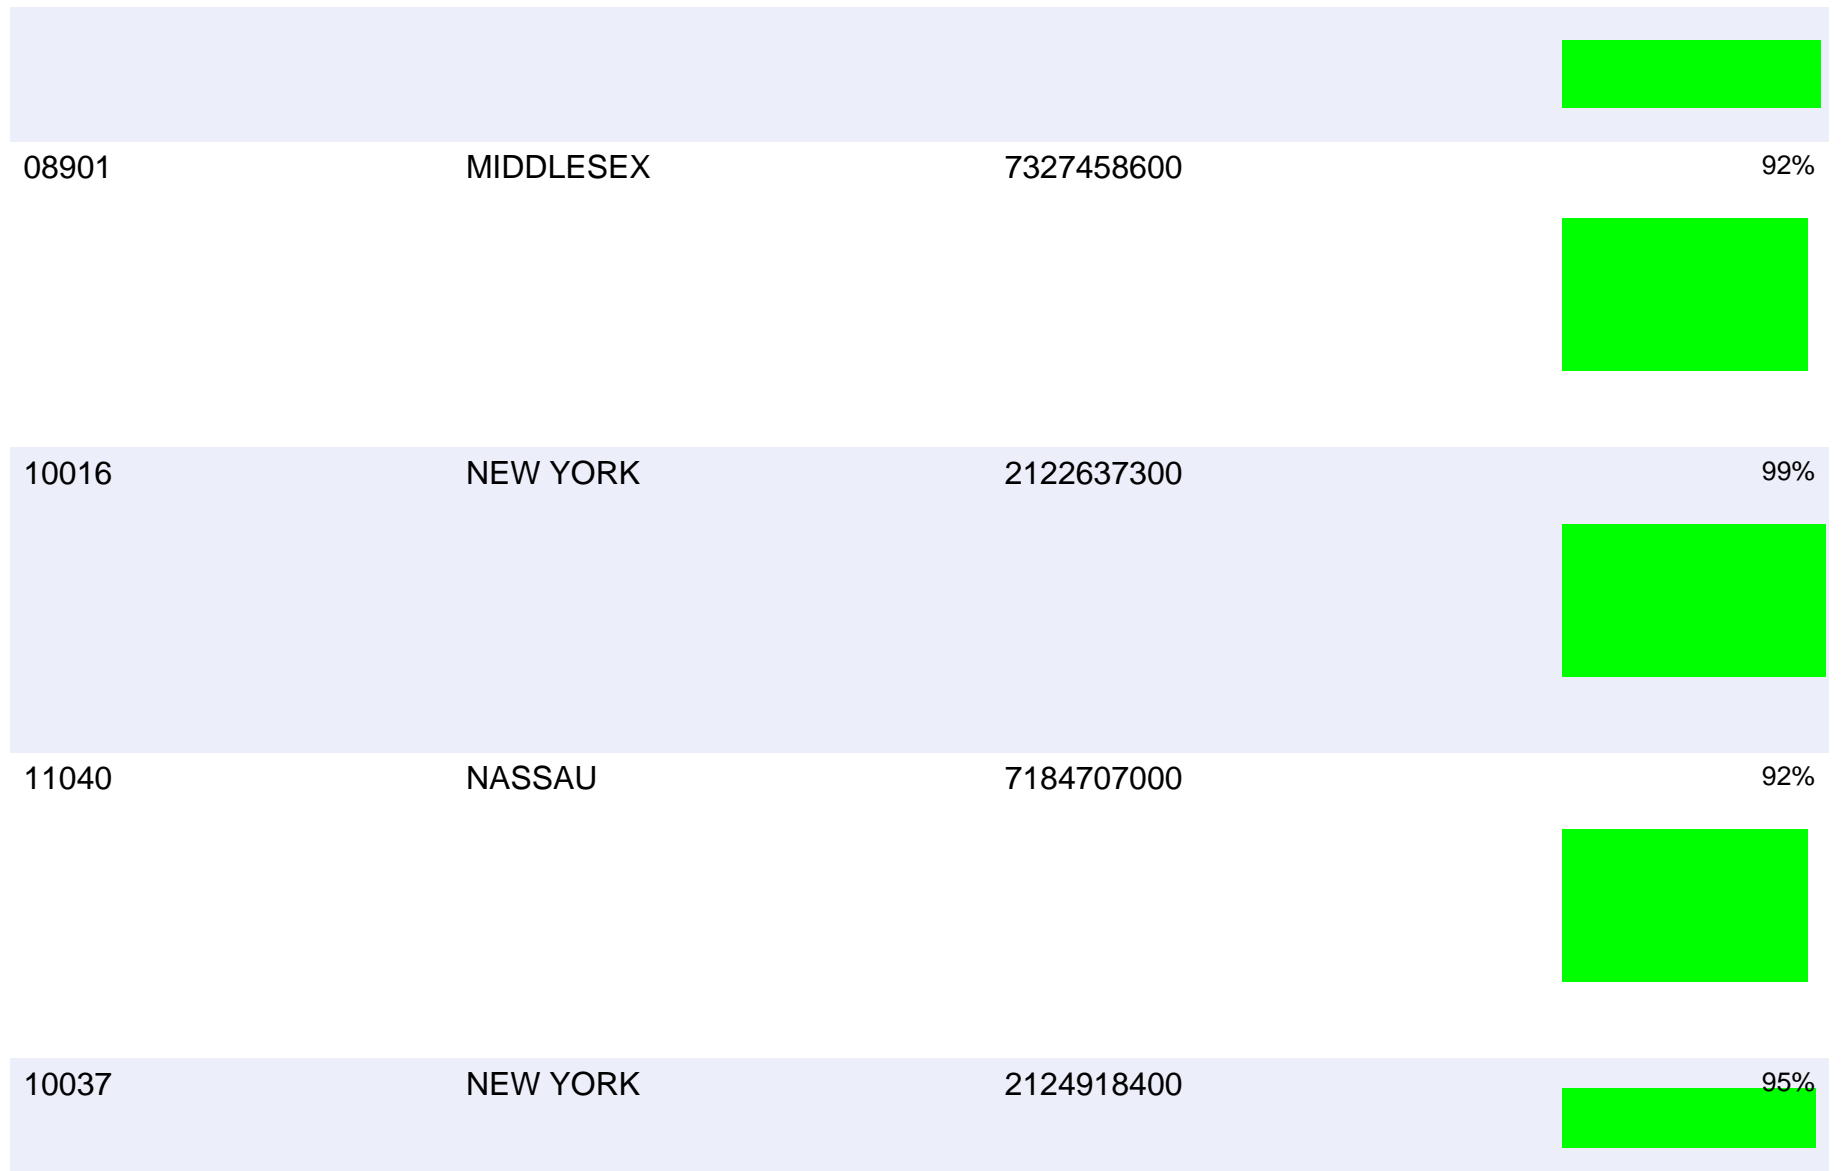 08901 MIDDLESEX 7327458600 92%
10016 NEW YORK 2122637300 99%
11040 NASSAU 7184707000 92%
10037 NEW YORK 2124918400 95%